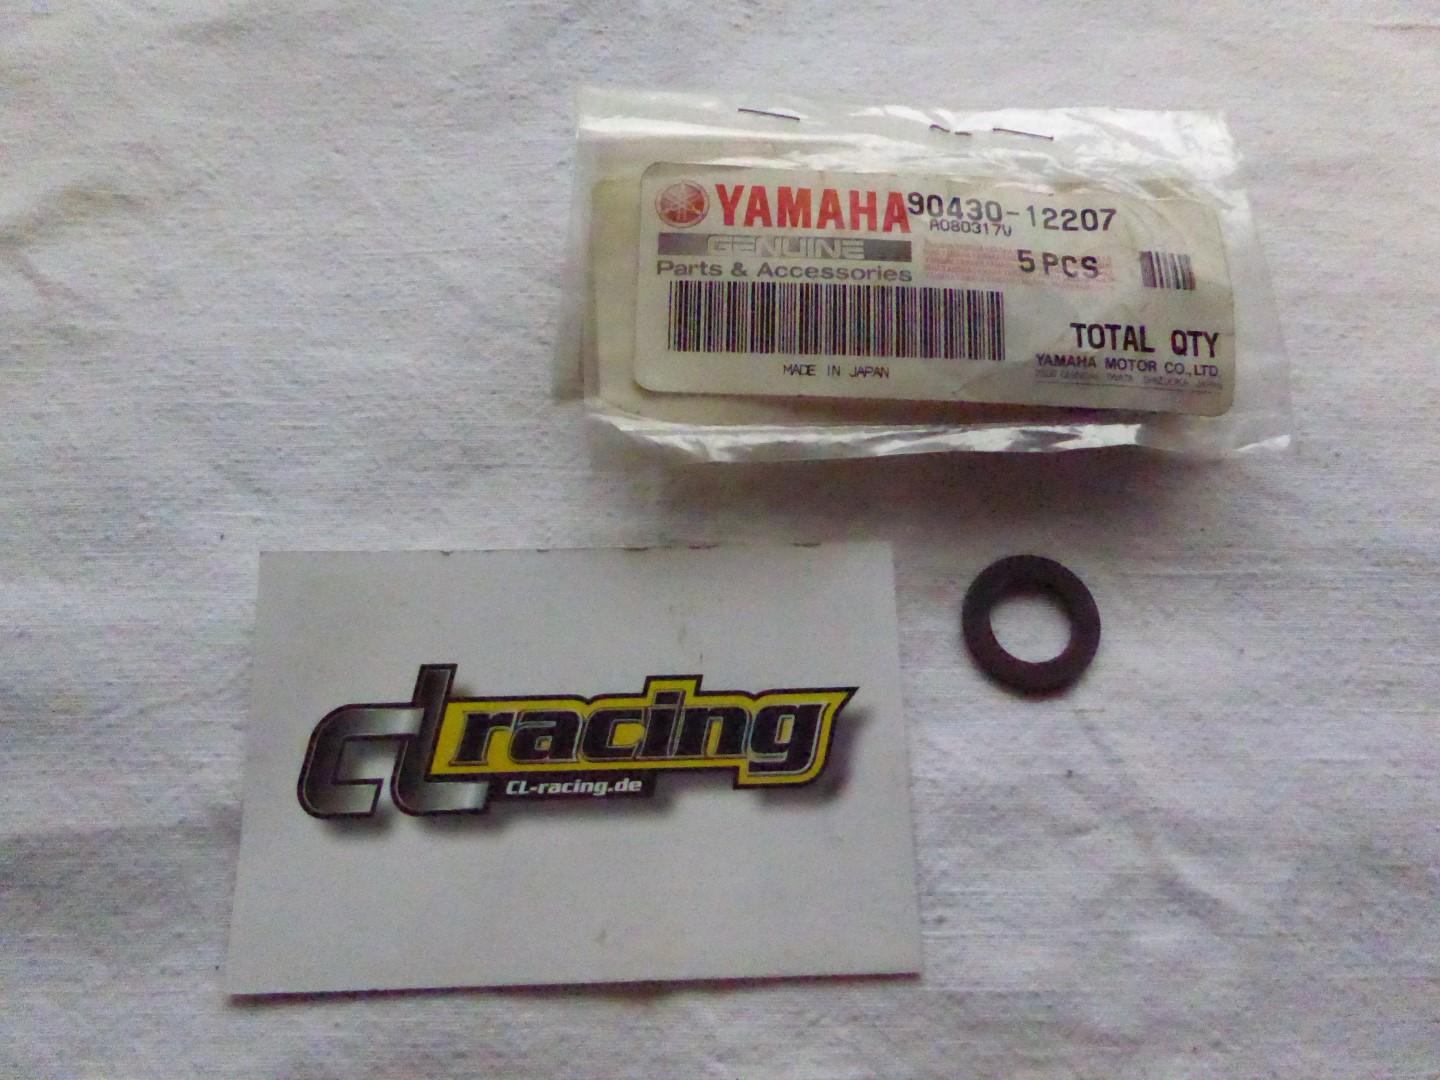 YAMAHA 90430-12207
A080317V
GENUINE
5 PCS
Parts & Accessories
TOTAL QTY
YAMAHA MOTOR CO., LTD.
MADE IN JAPAN
cl racing
CL-racing.de